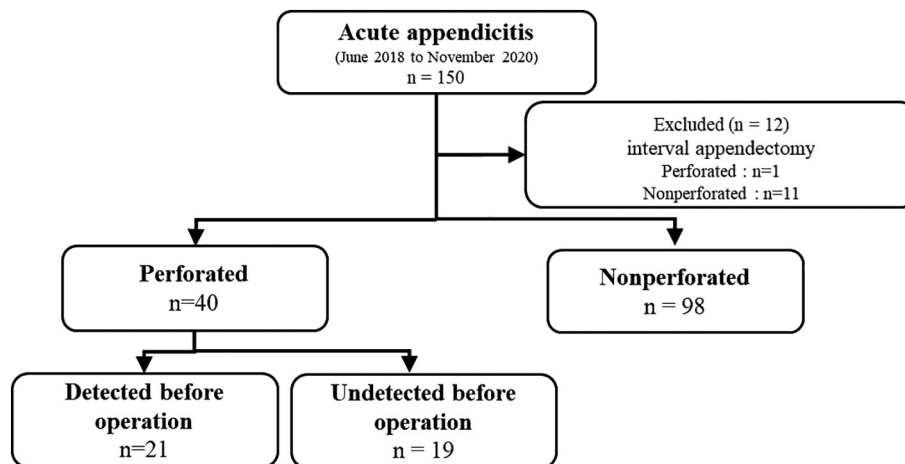 Acute appendicitis
(June 2018 to November 2020)
n = 150
Excluded (n = 12)
interval appendectomy
Perforated : n=1
Nonperforated : n=11
Perforated
n=40
Nonperforated
n = 98
Detected before
operation
n=21
Undetected before
operation
n = 19